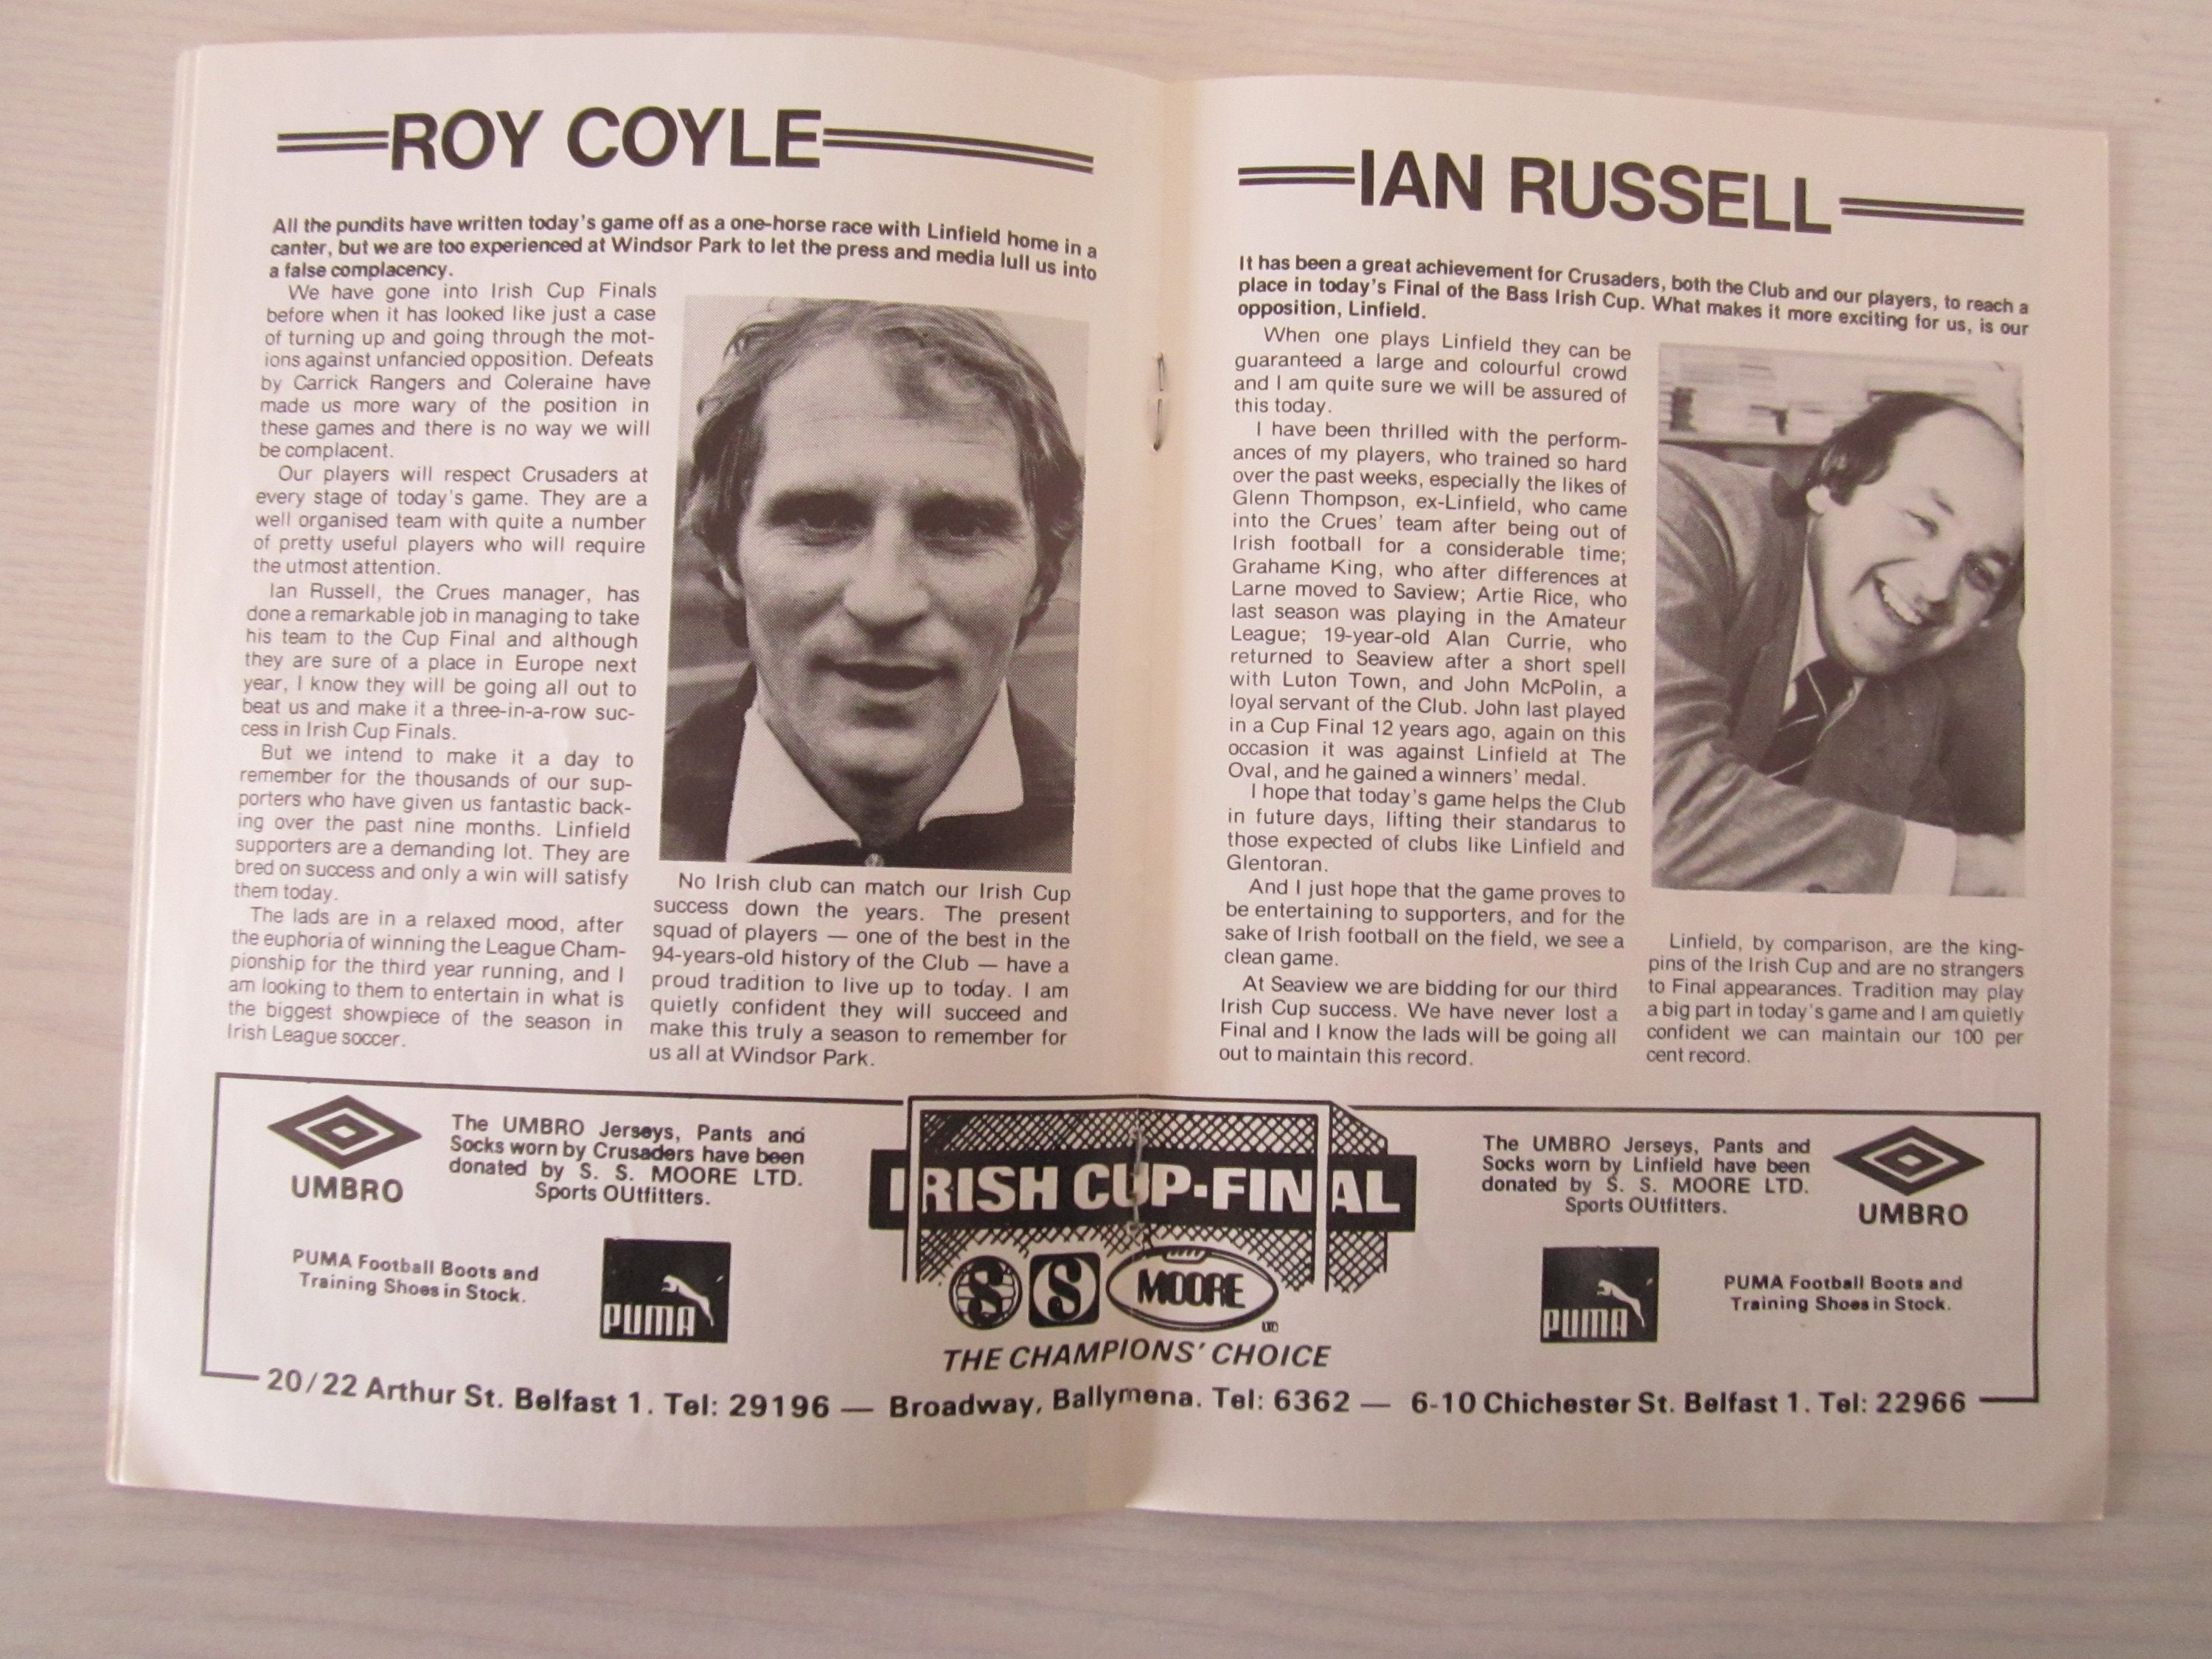 ROY COYLE
All the pundits have written today's game off as a one-horse race with Linfield home in a
canter, but we are too experienced at Windsor Park to let the press and media lull us into
a false complacency.
We have gone into Irish Cup Finals
before when it has looked like just a case
of turning up and going through the mot-
ions against unfancied opposition. Defeats
by Carrick Rangers and Coleraine have
made us more wary of the position in
these games and there is no way we will
be complacent.
Our players will respect Crusaders at
every stage of today's game. They are a
well organised team with quite a number
of pretty useful players who will require
the utmost attention.
Ian Russell, the Crues manager, has
done a remarkable job in managing to take
his team to the Cup Final and although
they are sure of a place in Europe next
year, I know they will be going all out to
beat us and make it a three-in-a-row suc-
cess in Irish Cup Finals.
But we intend to make it a day to
remember for the thousands of our sup-
porters who have given us fantastic back-
ing over the past nine months. Linfield
supporters are a demanding lot. They are
bred on success and only a win will satisfy
them today.
The lads are in a relaxed mood, after
the euphoria of winning the League Cham-
pionship for the third year running, and I
am looking to them to entertain in what is
the biggest showpiece of the season in
Irish League soccer.
No Irish club can match our Irish Cup
success down the years. The present
squad of players — one of the best in the
94-years-old history of the Club — have a
proud tradition to live up to today. I am
quietly confident they will succeed and
make this truly a season to remember for
us all at Windsor Park.
IAN RUSSELL
It has been a great achievement for Crusaders, both the Club and our players, to reach a
place in today's Final of the Bass Irish Cup. What makes it more exciting for us, is our
opposition, Linfield.
When one plays Linfield they can be
guaranteed a large and colourful crowd
and I am quite sure we will be assured of
this today.
I have been thrilled with the perform-
ances of my players, who trained so hard
over the past weeks, especially the likes of
Glenn Thompson, ex-Linfield, who came
into the Crues' team after being out of
Irish football for a considerable time;
Grahame King, who after differences at
Larne moved to Saview; Artie Rice, who
last season was playing in the Amateur
League; 19-year-old Alan Currie, who
returned to Seaview after a short spell
with Luton Town, and John McPolin, a
loyal servant of the Club. John last played
in a Cup Final 12 years ago, again on this
occasion it was against Linfield at The
Oval, and he gained a winners' medal.
I hope that today's game helps the Club
in future days, lifting their standarus to
those expected of clubs like Linfield and
Glentoran.
And I just hope that the game proves to
be entertaining to supporters, and for the
sake of Irish football on the field, we see a
clean game.
At Seaview we are bidding for our third
Irish Cup success. We have never lost a
Final and I know the lads will be going all
out to maintain this record.
Linfield, by comparison, are the king-
pins of the Irish Cup and are no strangers
to Final appearances. Tradition may play
a big part in today's game and I am quietly
confident we can maintain our 100 per
cent record.
UMBRO
The UMBRO Jerseys, Pants and
Socks worn by Crusaders have been
donated by S. S. MOORE LTD.
Sports OUtfitters.
PUMA Football Boots and
Training Shoes in Stock.
PUMA
IRISH CUP-FINAL
S S MOORE LTD
THE CHAMPIONS' CHOICE
The UMBRO Jerseys, Pants and
Socks worn by Linfield have been
donated by S. S. MOORE LTD.
Sports OUtfitters.
UMBRO
PUMA
PUMA Football Boots and
Training Shoes in Stock.
20/22 Arthur St. Belfast 1. Tel: 29196 — Broadway, Ballymena. Tel: 6362 — 6-10 Chichester St. Belfast 1. Tel: 22966